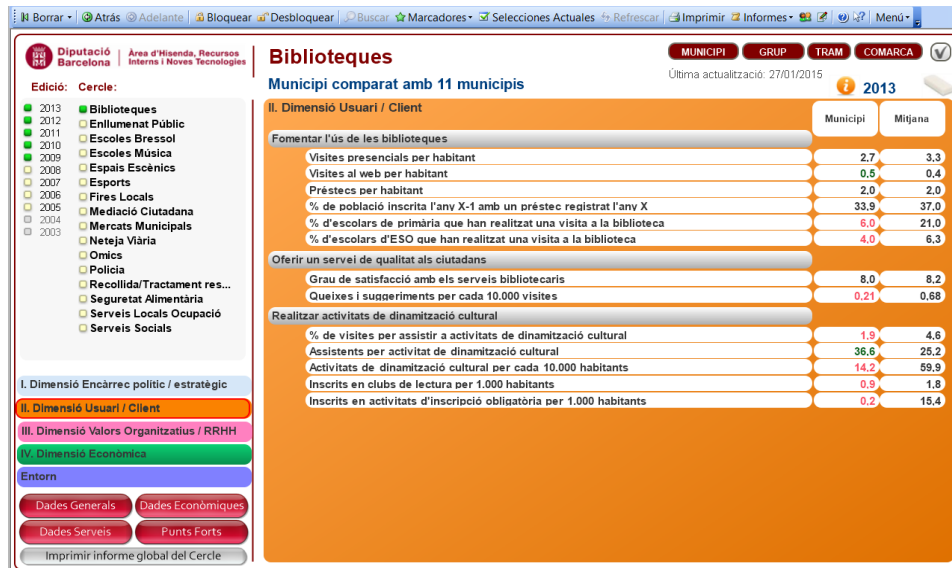 Borrar Atrás Adelante Bloquear Desbloquear Buscar Marcadores Selecciones Actuales Refrescar Imprimir Informes Menú
Diputació Barcelona
Àrea d'Hisenda, Recursos Interns i Noves Tecnologies
Biblioteques
MUNICIPI GRUP TRAM COMARCA
Municipi comparat amb 11 municipis
Última actualització: 27/01/2015
2013
Edició: Cercle:
2013
2012
2011
2010
2009
2008
2007
2006
2005
2004
2003
Biblioteques
Enllumenat Públic
Escoles Bressol
Escoles Música
Espais Escènics
Esports
Fires Locals
Mediació Ciutadana
Mercats Municipals
Neteja Viària
Omics
Policia
Recollida/Tractament res...
Seguretat Alimentària
Serveis Locals Ocupació
Serveis Socials
I. Dimensió Encàrrec polític / estratègic
II. Dimensió Usuari / Client
III. Dimensió Valors Organitzatius / RRHH
IV. Dimensió Econòmica
Entorn
Dades Generals Dades Econòmiques
Dades Serveis Punts Forts
Imprimir informe global del Cercle
II. Dimensió Usuari / Client
Municipi Mitjana
Fomentar l'ús de les biblioteques
Visites presencials per habitant 2,7 3,3
Visites al web per habitant 0,5 0,4
Préstecs per habitant 2,0 2,0
% de població inscrita l'any X-1 amb un préstec registrat l'any X 33,9 37,0
% d'escolars de primària que han realitzat una visita a la biblioteca 6,0 21,0
% d'escolars d'ESO que han realitzat una visita a la biblioteca 4,0 6,3
Oferir un servei de qualitat als ciutadans
Grau de satisfacció amb els serveis bibliotecaris 8,0 8,2
Queixes i suggeriments per cada 10.000 visites 0,21 0,68
Realitzar activitats de dinamització cultural
% de visites per assistir a activitats de dinamització cultural 1,9 4,6
Assistents per activitat de dinamització cultural 36,6 25,2
Activitats de dinamització cultural per cada 10.000 habitants 14,2 59,9
Inscrits en clubs de lectura per 1.000 habitants 0,9 1,8
Inscrits en activitats d'inscripció obligatòria per 1.000 habitants 0,2 15,4